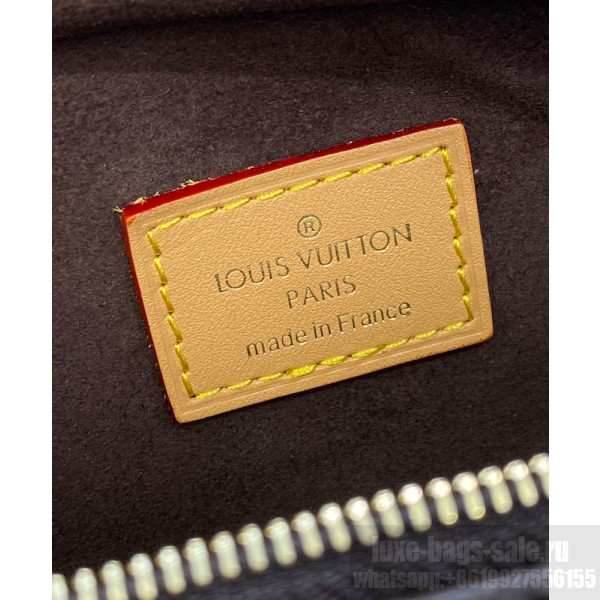 ®
LOUIS VUITTON
PARIS
made in France
luxe-bags-sale.ru
whatsapp:+8619927556155